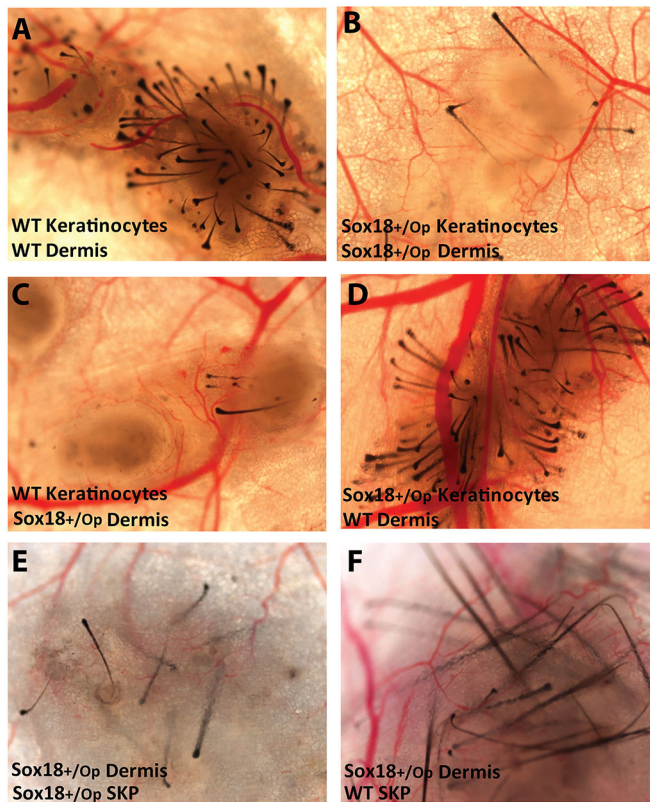 A
WT Keratinocytes
WT Dermis
B
Sox18+/Op Keratinocytes
Sox18+/Op Dermis
C
WT Keratinocytes
Sox18+/Op Dermis
D
Sox18+/Op Keratinocytes
WT Dermis
E
Sox18+/Op Dermis
Sox18+/Op SKP
F
Sox18+/Op Dermis
WT SKP